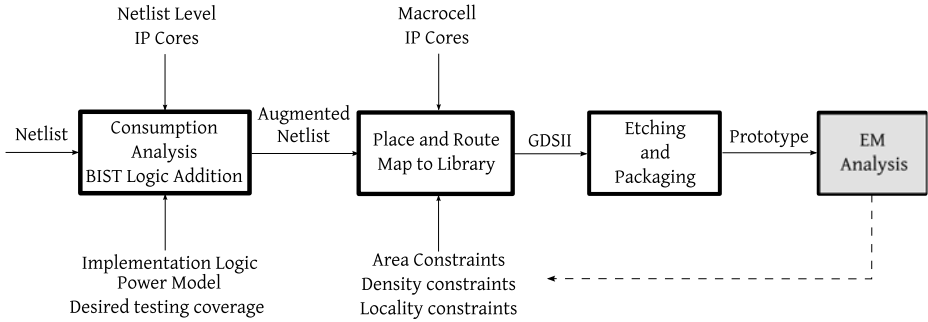 Netlist Level
IP Cores
Macrocell
IP Cores
Netlist
Consumption
Analysis
BIST Logic Addition
Augmented
Netlist
Place and Route
Map to Library
GDSII
Etching
and
Packaging
Prototype
EM
Analysis
Implementation Logic
Power Model
Desired testing coverage
Area Constraints
Density constraints
Locality constraints